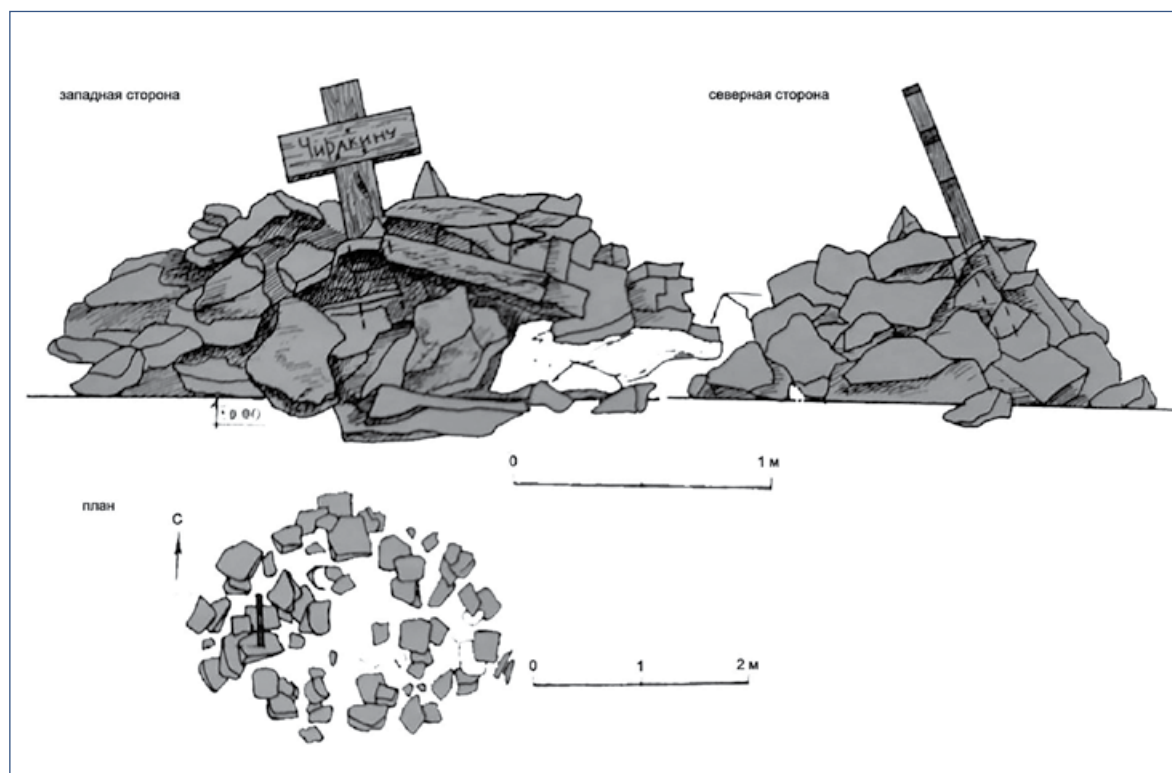 западная сторона
северная сторона
Чиракину
0 1 м
план
С
0 1 2 м